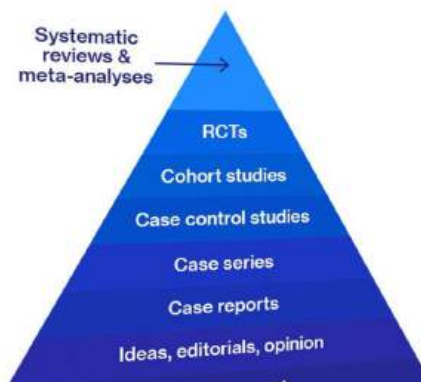 Systematic
reviews &
meta-analyses
RCTs
Cohort studies
Case control studies
Case series
Case reports
Ideas, editorials, opinion